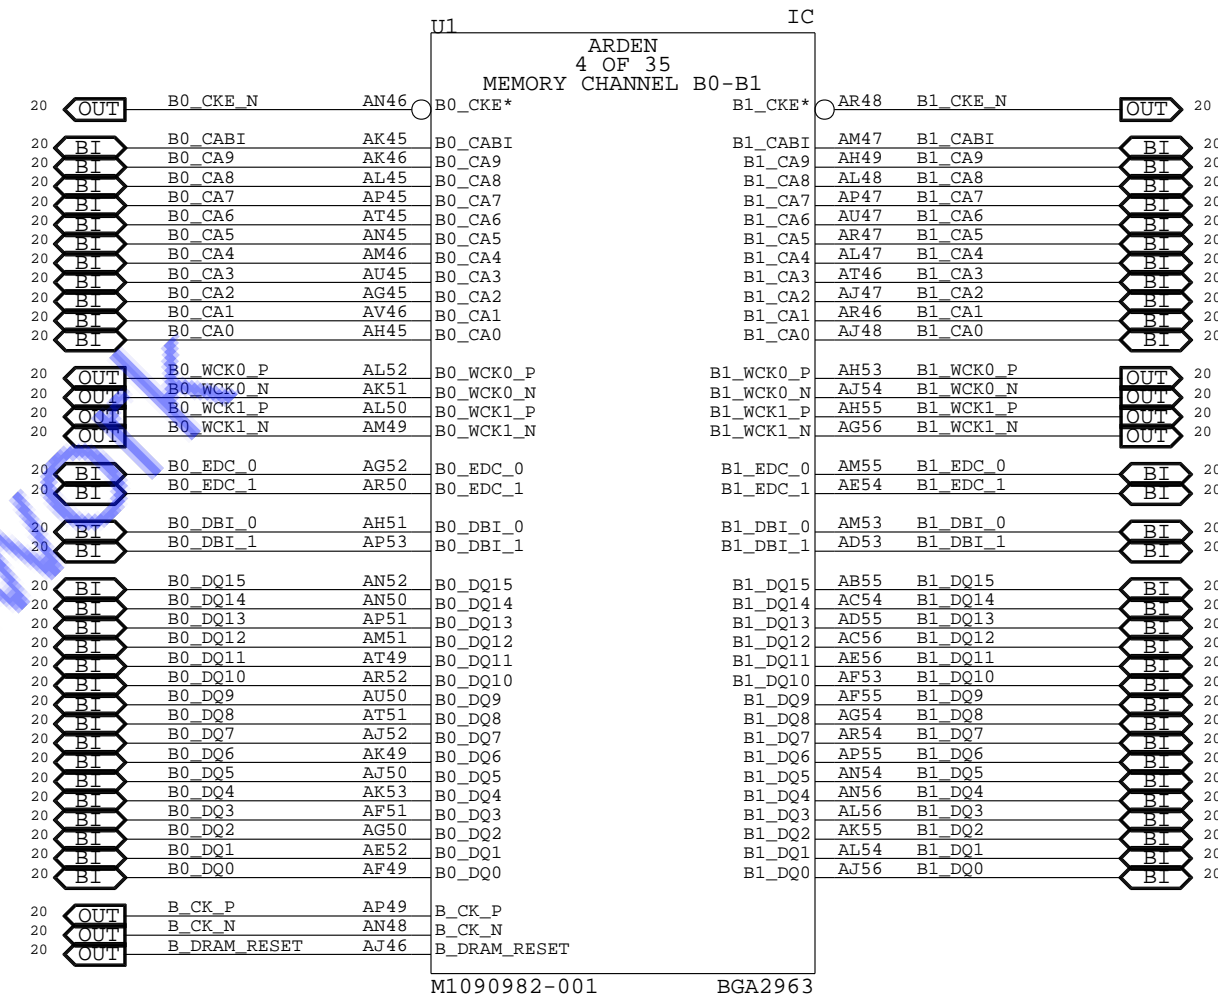 U1 IC
ARDEN
4 OF 35
MEMORY CHANNEL B0-B1
20 OUT B0_CKE_N AN46 B0_CKE* B1_CKE* AR48 B1_CKE_N OUT 20
20 BI B0_CABI AK45 B0_CABI B1_CABI AM47 B1_CABI BI 20
20 BI B0_CA9 AK46 B0_CA9 B1_CA9 AH49 B1_CA9 BI 20
20 BI B0_CA8 AL45 B0_CA8 B1_CA8 AL48 B1_CA8 BI 20
20 BI B0_CA7 AP45 B0_CA7 B1_CA7 AP47 B1_CA7 BI 20
20 BI B0_CA6 AT45 B0_CA6 B1_CA6 AU47 B1_CA6 BI 20
20 BI B0_CA5 AN45 B0_CA5 B1_CA5 AR47 B1_CA5 BI 20
20 BI B0_CA4 AM46 B0_CA4 B1_CA4 AL47 B1_CA4 BI 20
20 BI B0_CA3 AU45 B0_CA3 B1_CA3 AT46 B1_CA3 BI 20
20 BI B0_CA2 AG45 B0_CA2 B1_CA2 AJ47 B1_CA2 BI 20
20 BI B0_CA1 AV46 B0_CA1 B1_CA1 AR46 B1_CA1 BI 20
20 BI B0_CA0 AH45 B0_CA0 B1_CA0 AJ48 B1_CA0 BI 20
20 OUT B0_WCK0_P AL52 B0_WCK0_P B1_WCK0_P AH53 B1_WCK0_P OUT 20
20 OUT B0_WCK0_N AK51 B0_WCK0_N B1_WCK0_N AJ54 B1_WCK0_N OUT 20
20 OUT B0_WCK1_P AL50 B0_WCK1_P B1_WCK1_P AH55 B1_WCK1_P OUT 20
20 OUT B0_WCK1_N AM49 B0_WCK1_N B1_WCK1_N AG56 B1_WCK1_N OUT 20
20 BI B0_EDC_0 AG52 B0_EDC_0 B1_EDC_0 AM55 B1_EDC_0 BI 20
20 BI B0_EDC_1 AR50 B0_EDC_1 B1_EDC_1 AE54 B1_EDC_1 BI 20
20 BI B0_DBI_0 AH51 B0_DBI_0 B1_DBI_0 AM53 B1_DBI_0 BI 20
20 BI B0_DBI_1 AP53 B0_DBI_1 B1_DBI_1 AD53 B1_DBI_1 BI 20
20 BI B0_DQ15 AN52 B0_DQ15 B1_DQ15 AB55 B1_DQ15 BI 20
20 BI B0_DQ14 AN50 B0_DQ14 B1_DQ14 AC54 B1_DQ14 BI 20
20 BI B0_DQ13 AP51 B0_DQ13 B1_DQ13 AD55 B1_DQ13 BI 20
20 BI B0_DQ12 AM51 B0_DQ12 B1_DQ12 AC56 B1_DQ12 BI 20
20 BI B0_DQ11 AT49 B0_DQ11 B1_DQ11 AE56 B1_DQ11 BI 20
20 BI B0_DQ10 AR52 B0_DQ10 B1_DQ10 AF53 B1_DQ10 BI 20
20 BI B0_DQ9 AU50 B0_DQ9 B1_DQ9 AF55 B1_DQ9 BI 20
20 BI B0_DQ8 AT51 B0_DQ8 B1_DQ8 AG54 B1_DQ8 BI 20
20 BI B0_DQ7 AJ52 B0_DQ7 B1_DQ7 AR54 B1_DQ7 BI 20
20 BI B0_DQ6 AK49 B0_DQ6 B1_DQ6 AP55 B1_DQ6 BI 20
20 BI B0_DQ5 AJ50 B0_DQ5 B1_DQ5 AN54 B1_DQ5 BI 20
20 BI B0_DQ4 AK53 B0_DQ4 B1_DQ4 AN56 B1_DQ4 BI 20
20 BI B0_DQ3 AF51 B0_DQ3 B1_DQ3 AL56 B1_DQ3 BI 20
20 BI B0_DQ2 AG50 B0_DQ2 B1_DQ2 AK55 B1_DQ2 BI 20
20 BI B0_DQ1 AE52 B0_DQ1 B1_DQ1 AL54 B1_DQ1 BI 20
20 BI B0_DQ0 AF49 B0_DQ0 B1_DQ0 AJ56 B1_DQ0 BI 20
20 OUT B_CK_P AP49 B_CK_P
20 OUT B_CK_N AN48 B_CK_N
20 OUT B_DRAM_RESET AJ46 B_DRAM_RESET
M1090982-001 BGA2963
work